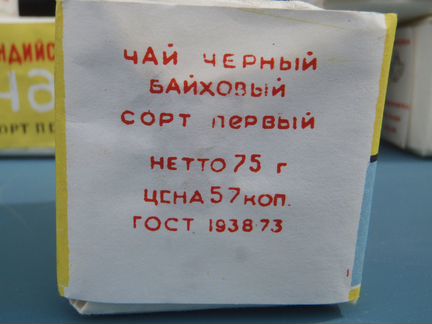 ЧАЙ ЧЕРНЫЙ
БАЙХОВЫЙ
СОРТ ПЕРВЫЙ
НЕТТО 75 г
ЦЕНА 57 КОП.
ГОСТ 1938-73